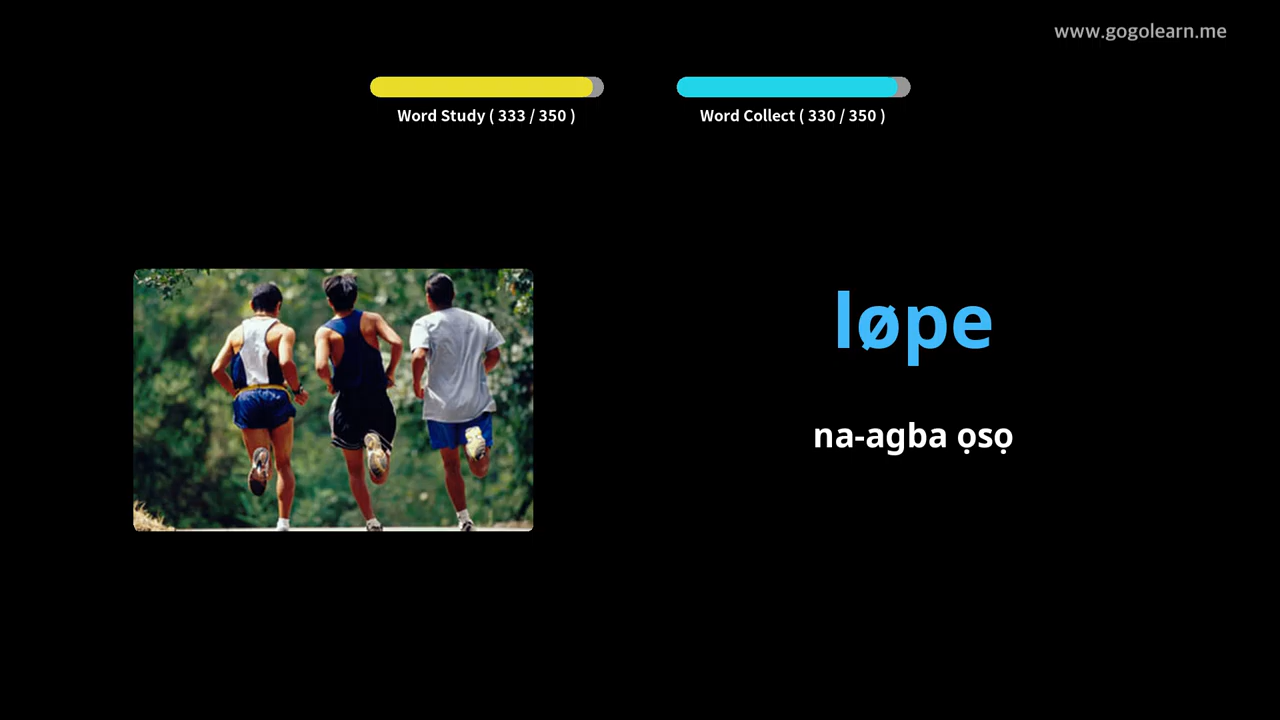 www.gogolearn.me
Word Study ( 333 / 350 )
Word Collect ( 330 / 350 )
løpe
na-agba ọsọ